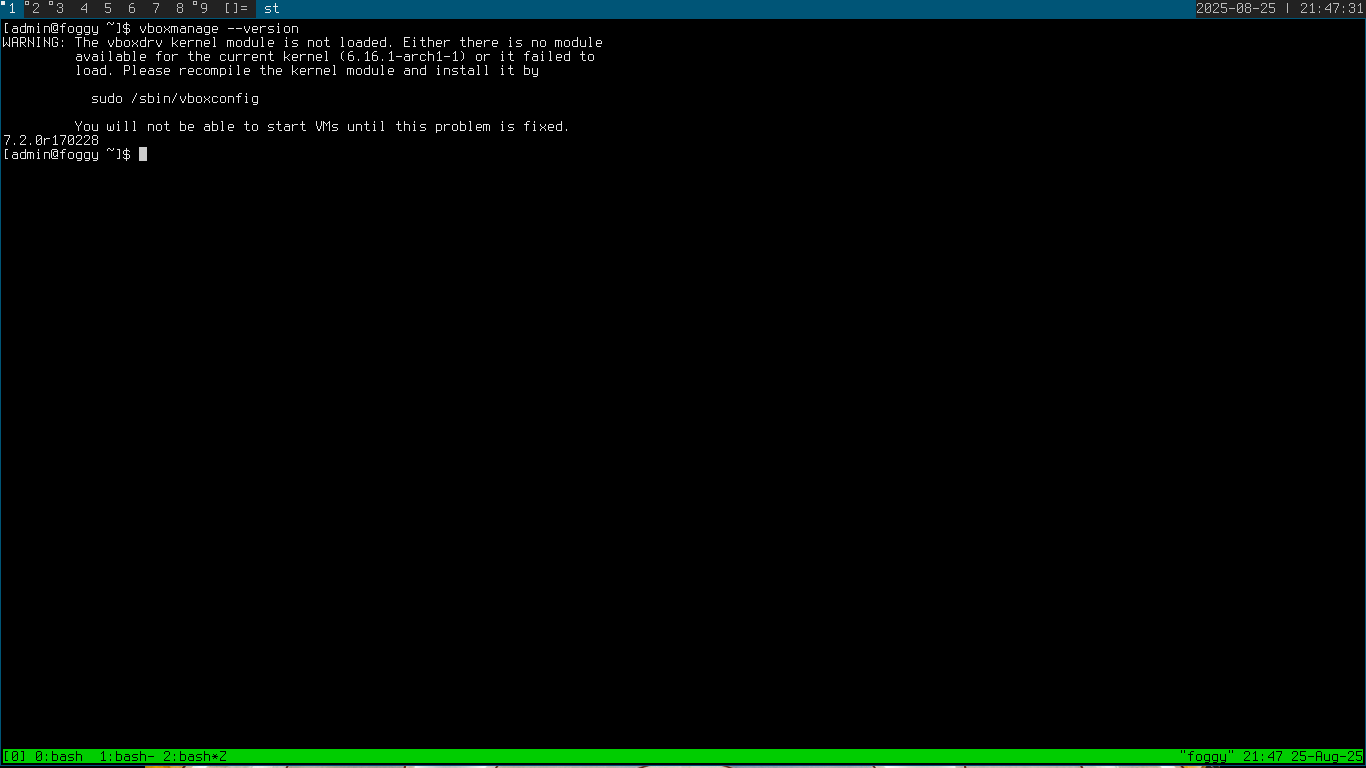 1 2 3 4 5 6 7 8 9 []= st 2025-08-25 | 21:47:31
[admin@foggy ~]$ vboxmanage --version
WARNING: The vboxdrv kernel module is not loaded. Either there is no module
available for the current kernel (6.16.1-arch1-1) or it failed to
load. Please recompile the kernel module and install it by
sudo /sbin/vboxconfig
You will not be able to start VMs until this problem is fixed.
7.2.0r170228
[admin@foggy ~]$
[0] 0:bash 1:bash- 2:bash*Z "foggy" 21:47 25-Aug-25